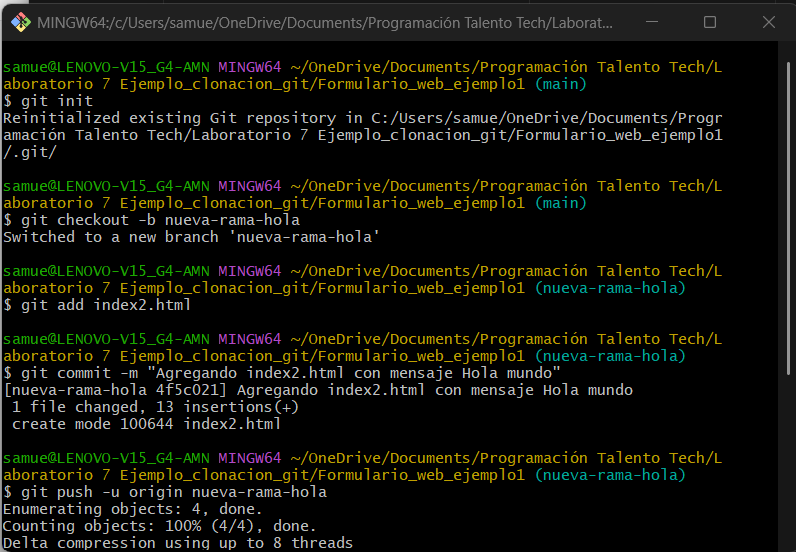 MINGW64:/c/Users/samue/OneDrive/Documents/Programación Talento Tech/Laborat...
samue@LENOVO-V15_G4-AMN MINGW64 ~/OneDrive/Documents/Programación Talento Tech/L
aboratorio 7 Ejemplo_clonacion_git/Formulario_web_ejemplo1 (main)
$ git init
Reinitialized existing Git repository in C:/Users/samue/OneDrive/Documents/Progr
amación Talento Tech/Laboratorio 7 Ejemplo_clonacion_git/Formulario_web_ejemplo1
/.git/
samue@LENOVO-V15_G4-AMN MINGW64 ~/OneDrive/Documents/Programación Talento Tech/L
aboratorio 7 Ejemplo_clonacion_git/Formulario_web_ejemplo1 (main)
$ git checkout -b nueva-rama-hola
Switched to a new branch 'nueva-rama-hola'
samue@LENOVO-V15_G4-AMN MINGW64 ~/OneDrive/Documents/Programación Talento Tech/L
aboratorio 7 Ejemplo_clonacion_git/Formulario_web_ejemplo1 (nueva-rama-hola)
$ git add index2.html
samue@LENOVO-V15_G4-AMN MINGW64 ~/OneDrive/Documents/Programación Talento Tech/L
aboratorio 7 Ejemplo_clonacion_git/Formulario_web_ejemplo1 (nueva-rama-hola)
$ git commit -m "Agregando index2.html con mensaje Hola mundo"
[nueva-rama-hola 4f5c021] Agregando index2.html con mensaje Hola mundo
 1 file changed, 13 insertions(+)
 create mode 100644 index2.html
samue@LENOVO-V15_G4-AMN MINGW64 ~/OneDrive/Documents/Programación Talento Tech/L
aboratorio 7 Ejemplo_clonacion_git/Formulario_web_ejemplo1 (nueva-rama-hola)
$ git push -u origin nueva-rama-hola
Enumerating objects: 4, done.
Counting objects: 100% (4/4), done.
Delta compression using up to 8 threads